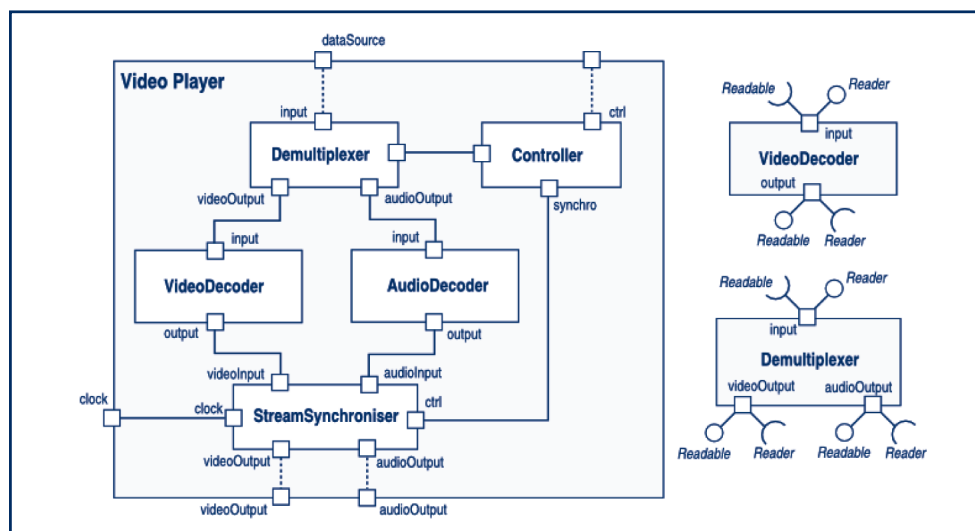 dataSource
Video Player
input
ctrl
Demultiplexer
Controller
videoOutput
audioOutput
synchro
input
input
VideoDecoder
AudioDecoder
output
output
videoInput
audioInput
clock
clock
StreamSynchroniser
ctrl
videoOutput
audioOutput
videoOutput
audioOutput
Readable
Reader
input
VideoDecoder
output
Readable
Reader
Readable
Reader
input
Demultiplexer
videoOutput
audioOutput
Readable
Reader
Readable
Reader